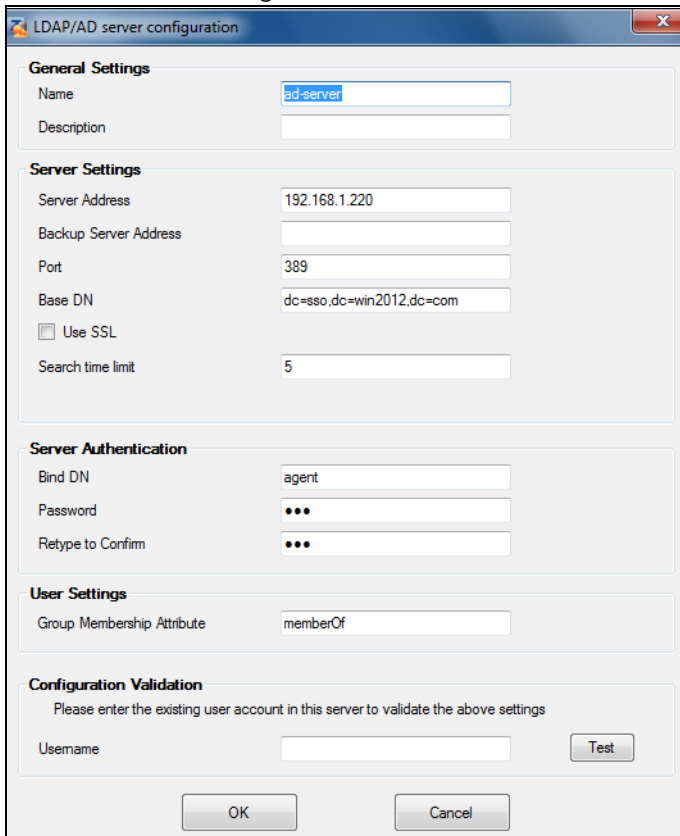 LDAP/AD server configuration
x
General Settings
Name ad-server
Description
Server Settings
Server Address 192.168.1.220
Backup Server Address
Port 389
Base DN dc=sso,dc=win2012,dc=com
Use SSL
Search time limit 5
Server Authentication
Bind DN agent
Password •••
Retype to Confirm •••
User Settings
Group Membership Attribute memberOf
Configuration Validation
Please enter the existing user account in this server to validate the above settings
Username Test
OK Cancel